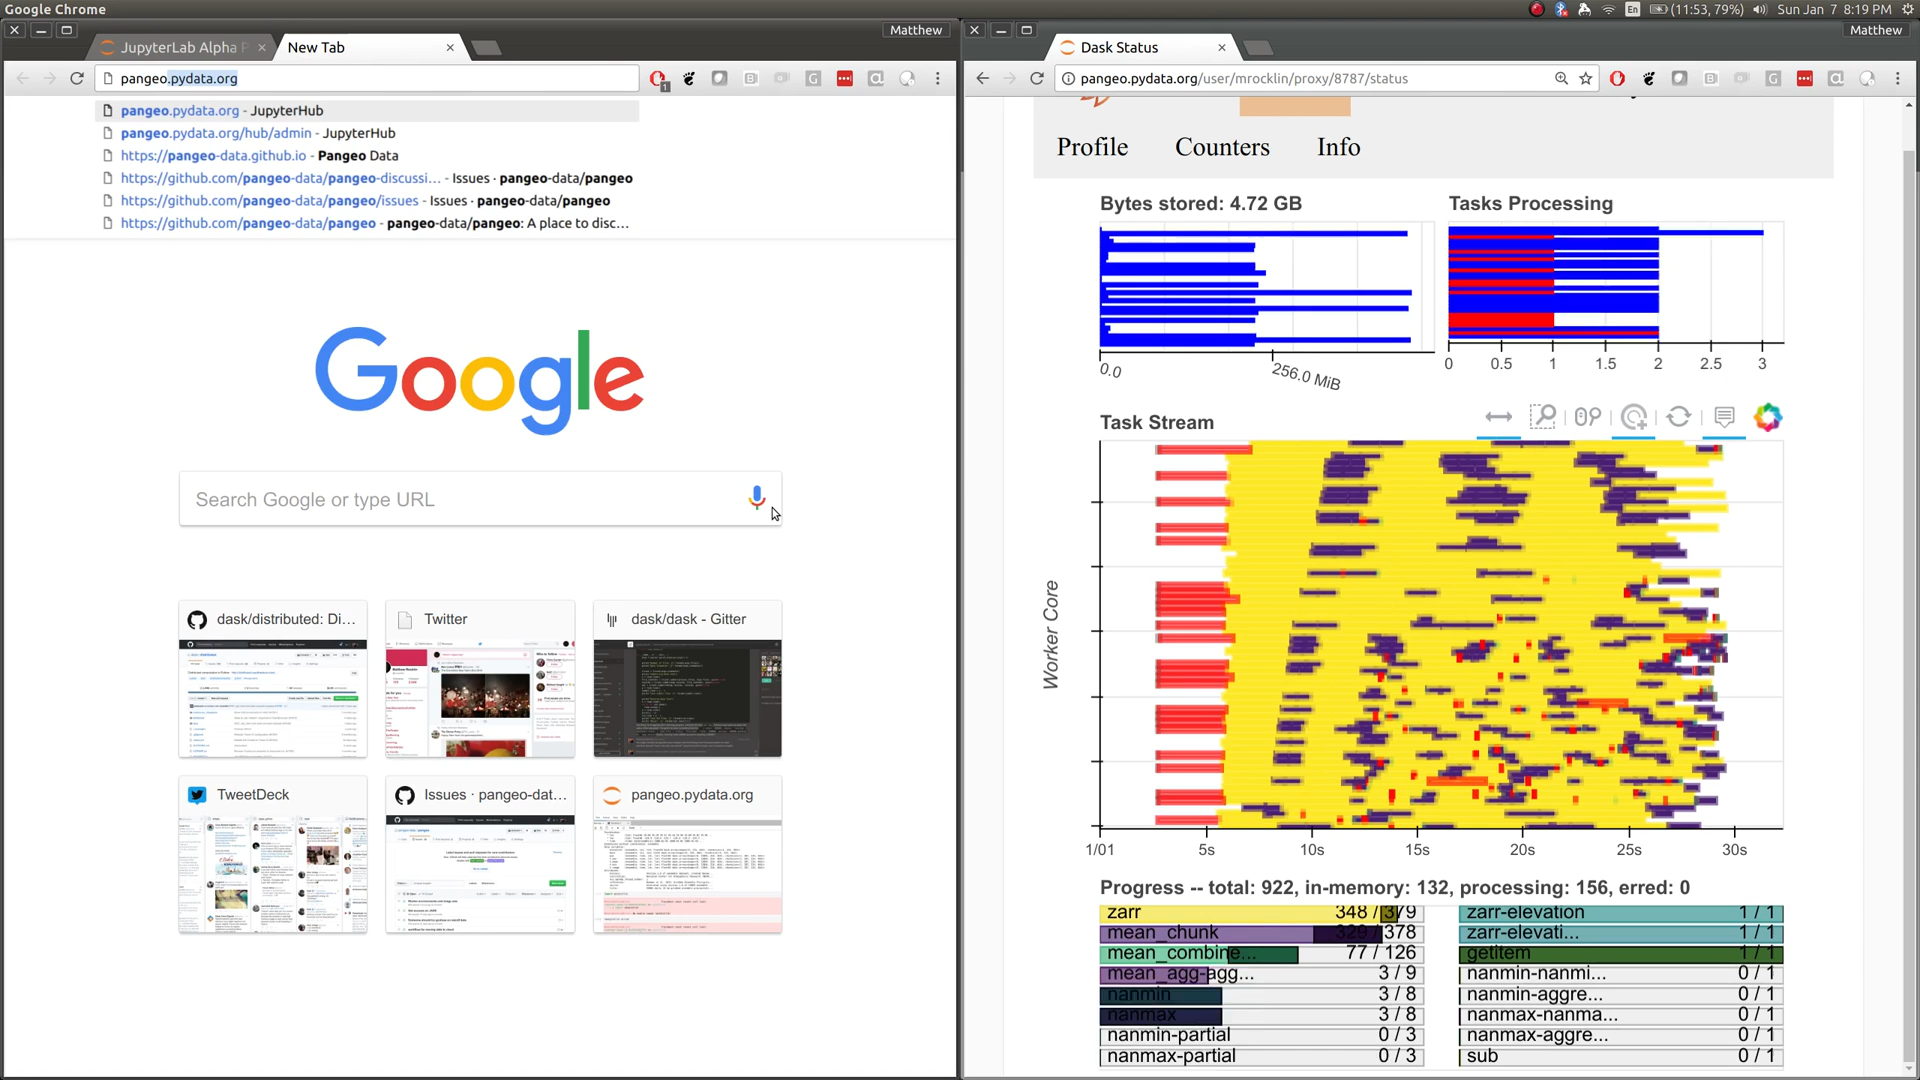 Google Chrome
En
(11:53, 79%)
Sun Jan 7 8:19 PM
JupyterLab Alpha P
New Tab
Matthew
pangeo.pydata.org
1
pangeo.pydata.org - JupyterHub
pangeo.pydata.org/hub/admin - JupyterHub
https://pangeo-data.github.io - Pangeo Data
https://github.com/pangeo-data/pangeo-discussi… - Issues · pangeo-data/pangeo
https://github.com/pangeo-data/pangeo/issues - Issues · pangeo-data/pangeo
https://github.com/pangeo-data/pangeo - pangeo-data/pangeo: A place to disc…
Google
Search Google or type URL
dask/distributed: Di…
Twitter
dask/dask - Gitter
TweetDeck
Issues · pangeo-dat…
pangeo.pydata.org
Dask Status
Matthew
pangeo.pydata.org/user/mrocklin/proxy/8787/status
Profile
Counters
Info
Bytes stored: 4.72 GB
0.0
256.0 MiB
Tasks Processing
0 0.5 1 1.5 2 2.5 3
Task Stream
Worker Core
1/01 5s 10s 15s 20s 25s 30s
Progress -- total: 922, in-memory: 132, processing: 156, erred: 0
zarr 348 / 379
mean_chunk 329 / 378
mean_combine... 77 / 126
mean_agg-agg... 3 / 9
nanmin 3 / 8
nanmax 3 / 8
nanmin-partial 0 / 3
nanmax-partial 0 / 3
zarr-elevation 1 / 1
zarr-elevati... 1 / 1
getitem 1 / 1
nanmin-nanmi... 0 / 1
nanmin-aggre... 0 / 1
nanmax-nanma... 0 / 1
nanmax-aggre... 0 / 1
sub 0 / 1